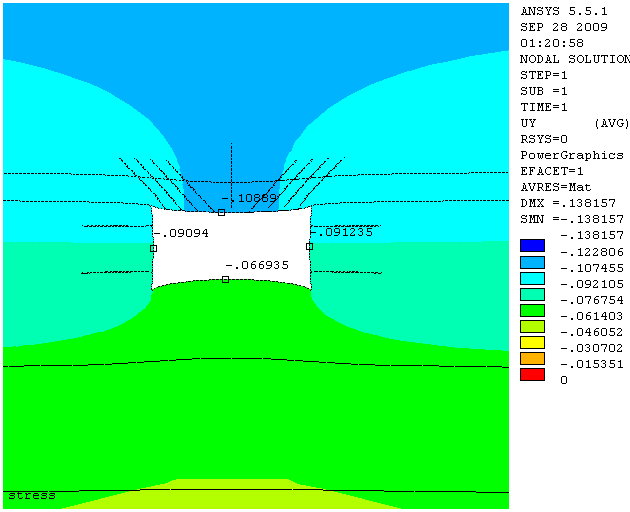 ANSYS 5.5.1
SEP 28 2009
01:20:58
NODAL SOLUTION
STEP=1
SUB =1
TIME=1
UY (AVG)
RSYS=0
PowerGraphics
EFACET=1
AVRES=Mat
DMX =.138157
SMN =-.138157
-.138157
-.122806
-.107455
-.092105
-.076754
-.061403
-.046052
-.030702
-.015351
0
-.10889
-.09094
-.091235
-.066935
stress